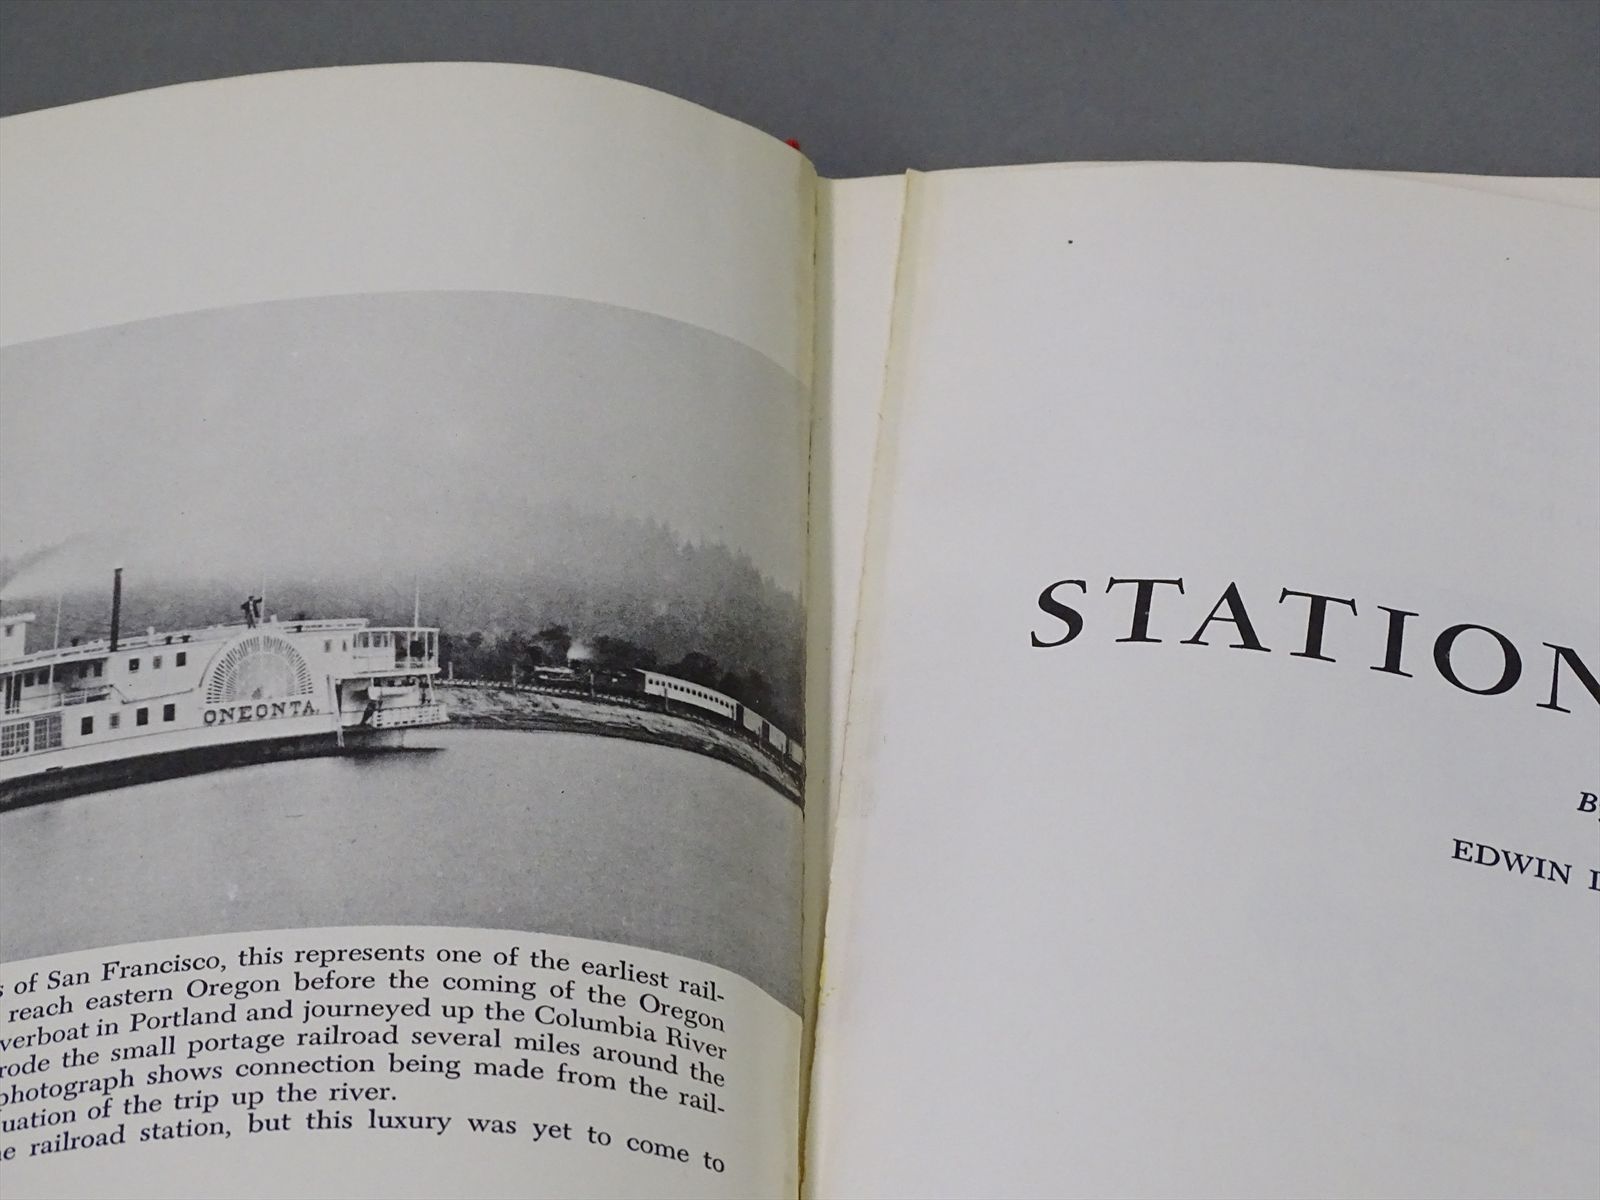 ONEONTA.
of San Francisco, this represents one of the earliest rail-
reach eastern Oregon before the coming of the Oregon
in Portland and journeyed up the Columbia River
rode the small portage railroad several miles around the
photograph shows connection being made from the rail-
of the trip up the river.
railroad station, but this luxury was yet to come to
STATION
By
EDWIN